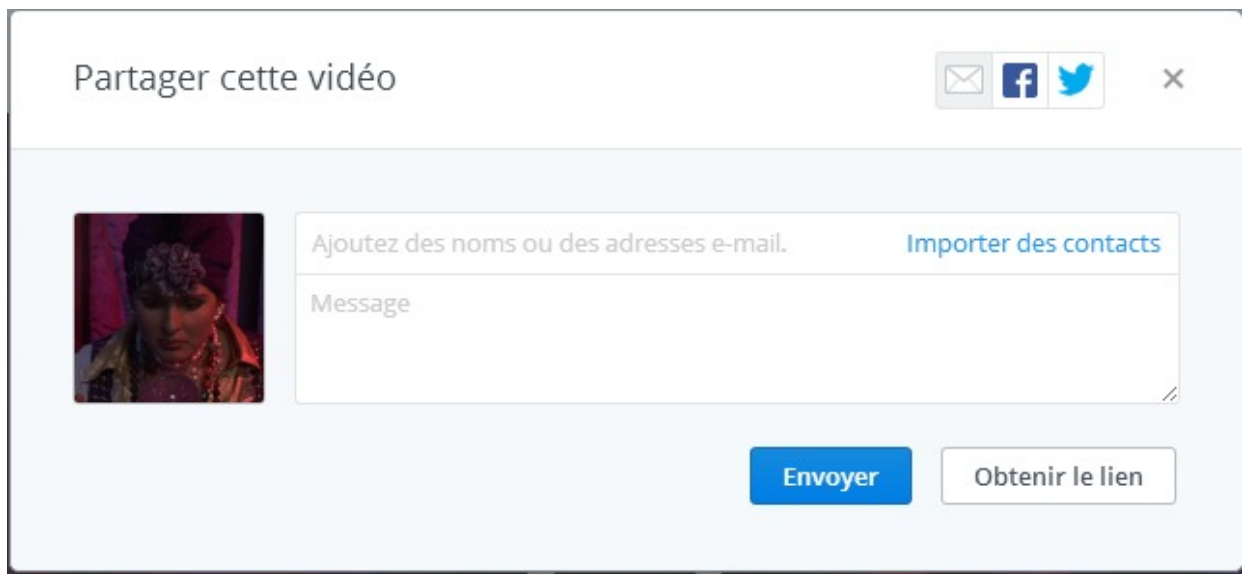 Partager cette vidéo
Ajoutez des noms ou des adresses e-mail. Importer des contacts
Message
Envoyer Obtenir le lien